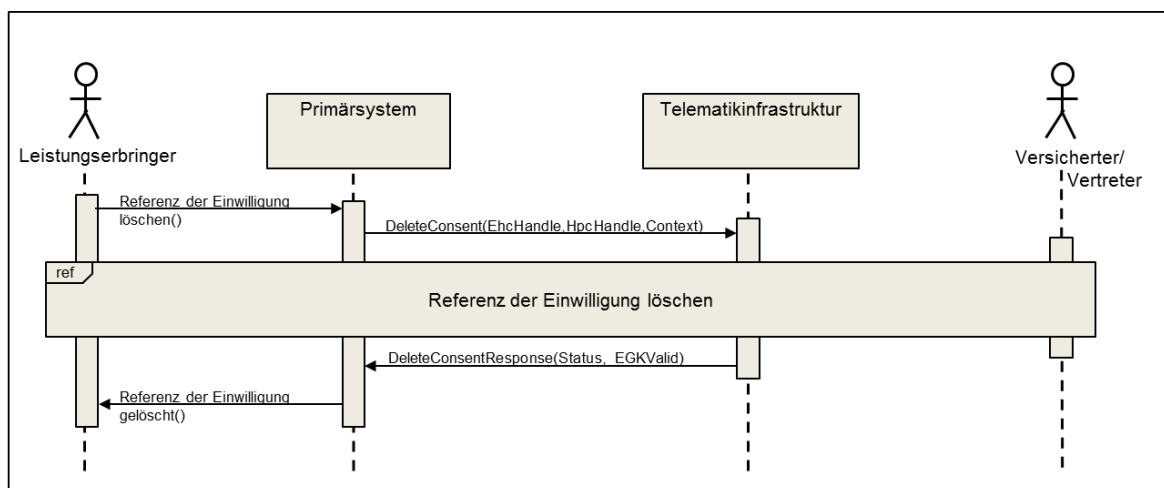 Leistungserbringer
Primärsystem
Telematikinfrastruktur
Versicherter/
Vertreter
Referenz der Einwilligung
löschen()
DeleteConsent(EhcHandle,HpcHandle,Context)
ref
Referenz der Einwilligung löschen
DeleteConsentResponse(Status, EGKValid)
Referenz der Einwilligung
gelöscht()